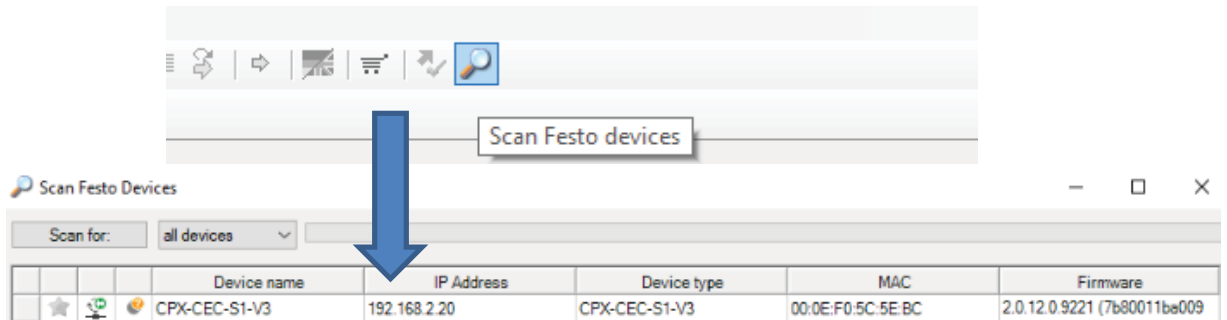 Scan Festo devices
Scan Festo Devices
Scan for: all devices
Device name IP Address Device type MAC Firmware
CPX-CEC-S1-V3 192.168.2.20 CPX-CEC-S1-V3 00:0E:F0:5C:5E:BC 2.0.12.0.9221 (7b80011ba009